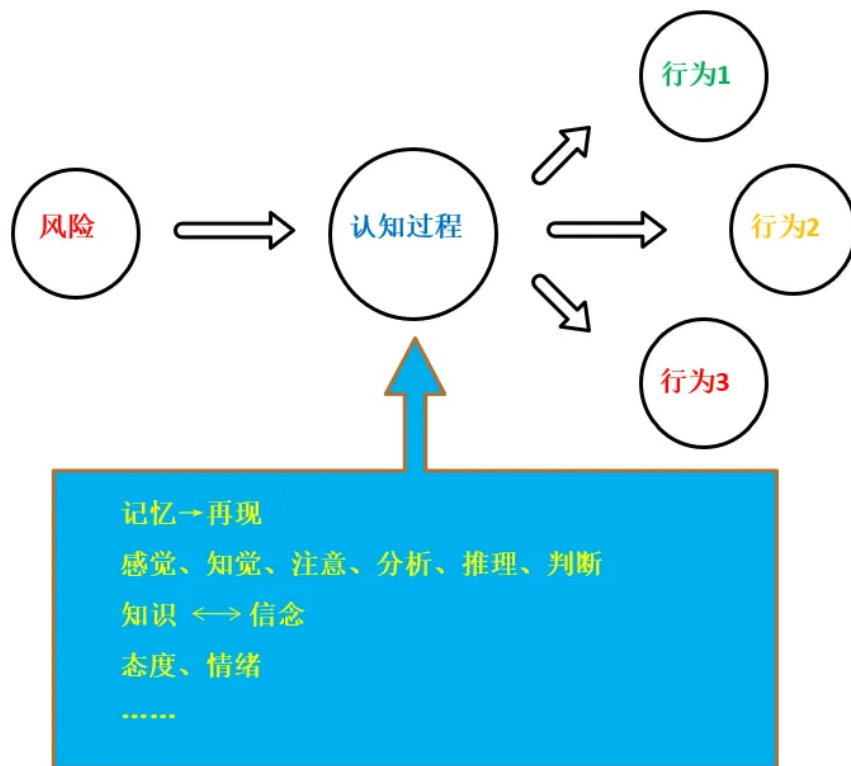 行为1
风险
认知过程
行为2
行为3
记忆→再现
感觉、知觉、注意、分析、推理、判断
知识 <—> 信念
态度、情绪
……